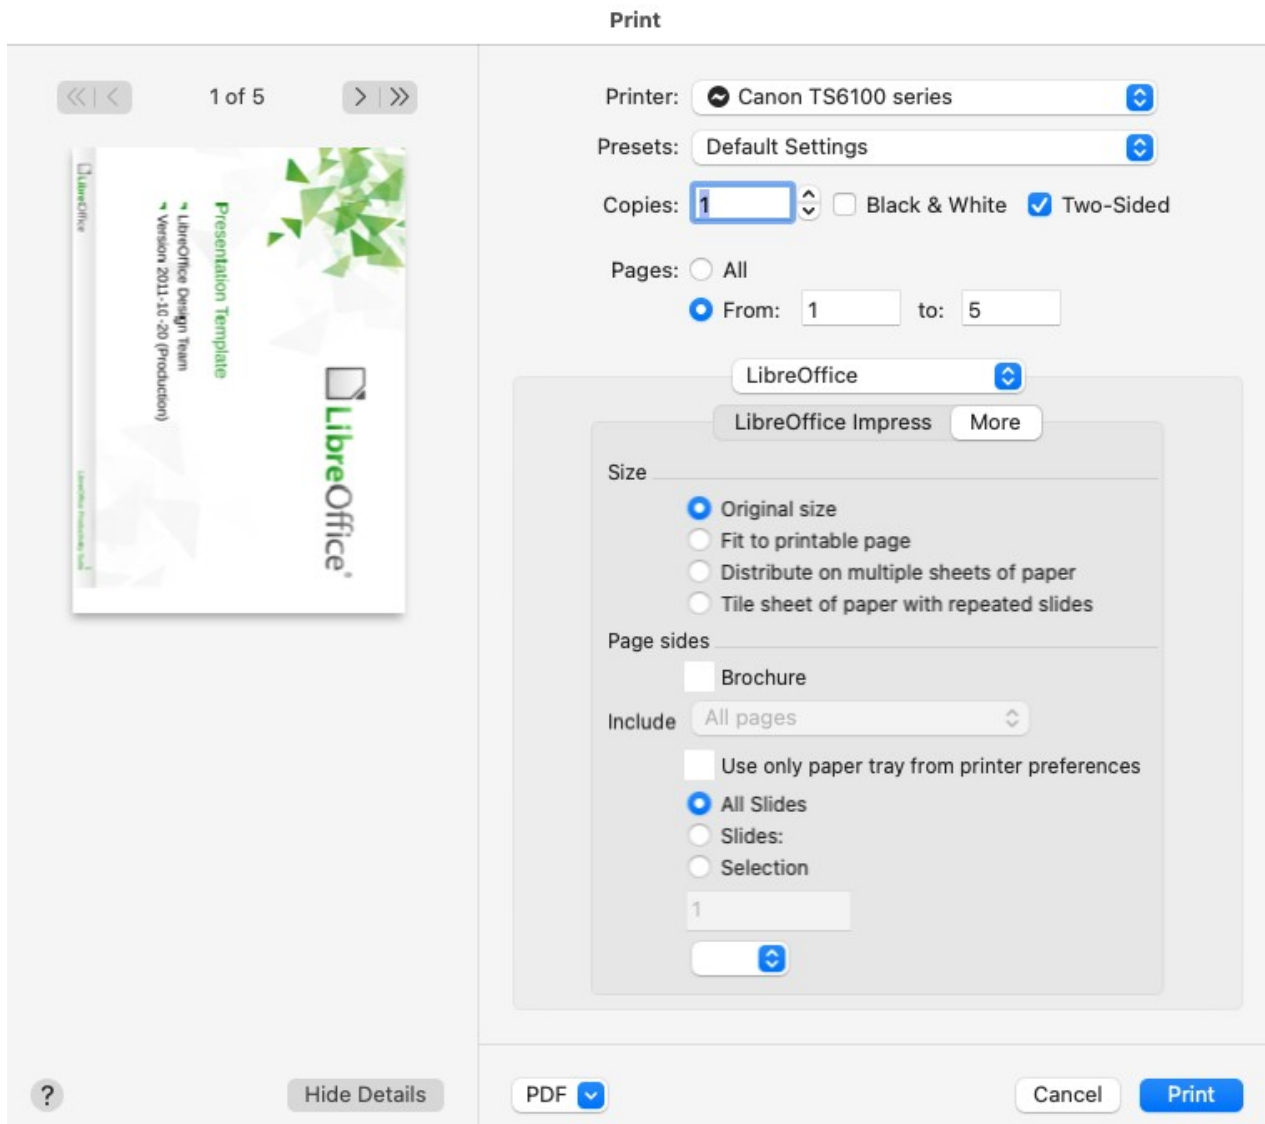 Print
1 of 5
LibreOffice
Presentation Template
LibreOffice Design Team
Version 2011-10-20 (Production)
LibreOffice Productivity Suite
LibreOffice
Printer: Canon TS6100 series
Presets: Default Settings
Copies: 1 Black & White Two-Sided
Pages: All
From: 1 to: 5
LibreOffice
LibreOffice Impress More
Size
Original size
Fit to printable page
Distribute on multiple sheets of paper
Tile sheet of paper with repeated slides
Page sides
Brochure
Include All pages
Use only paper tray from printer preferences
All Slides
Slides:
Selection
1
? Hide Details PDF Cancel Print